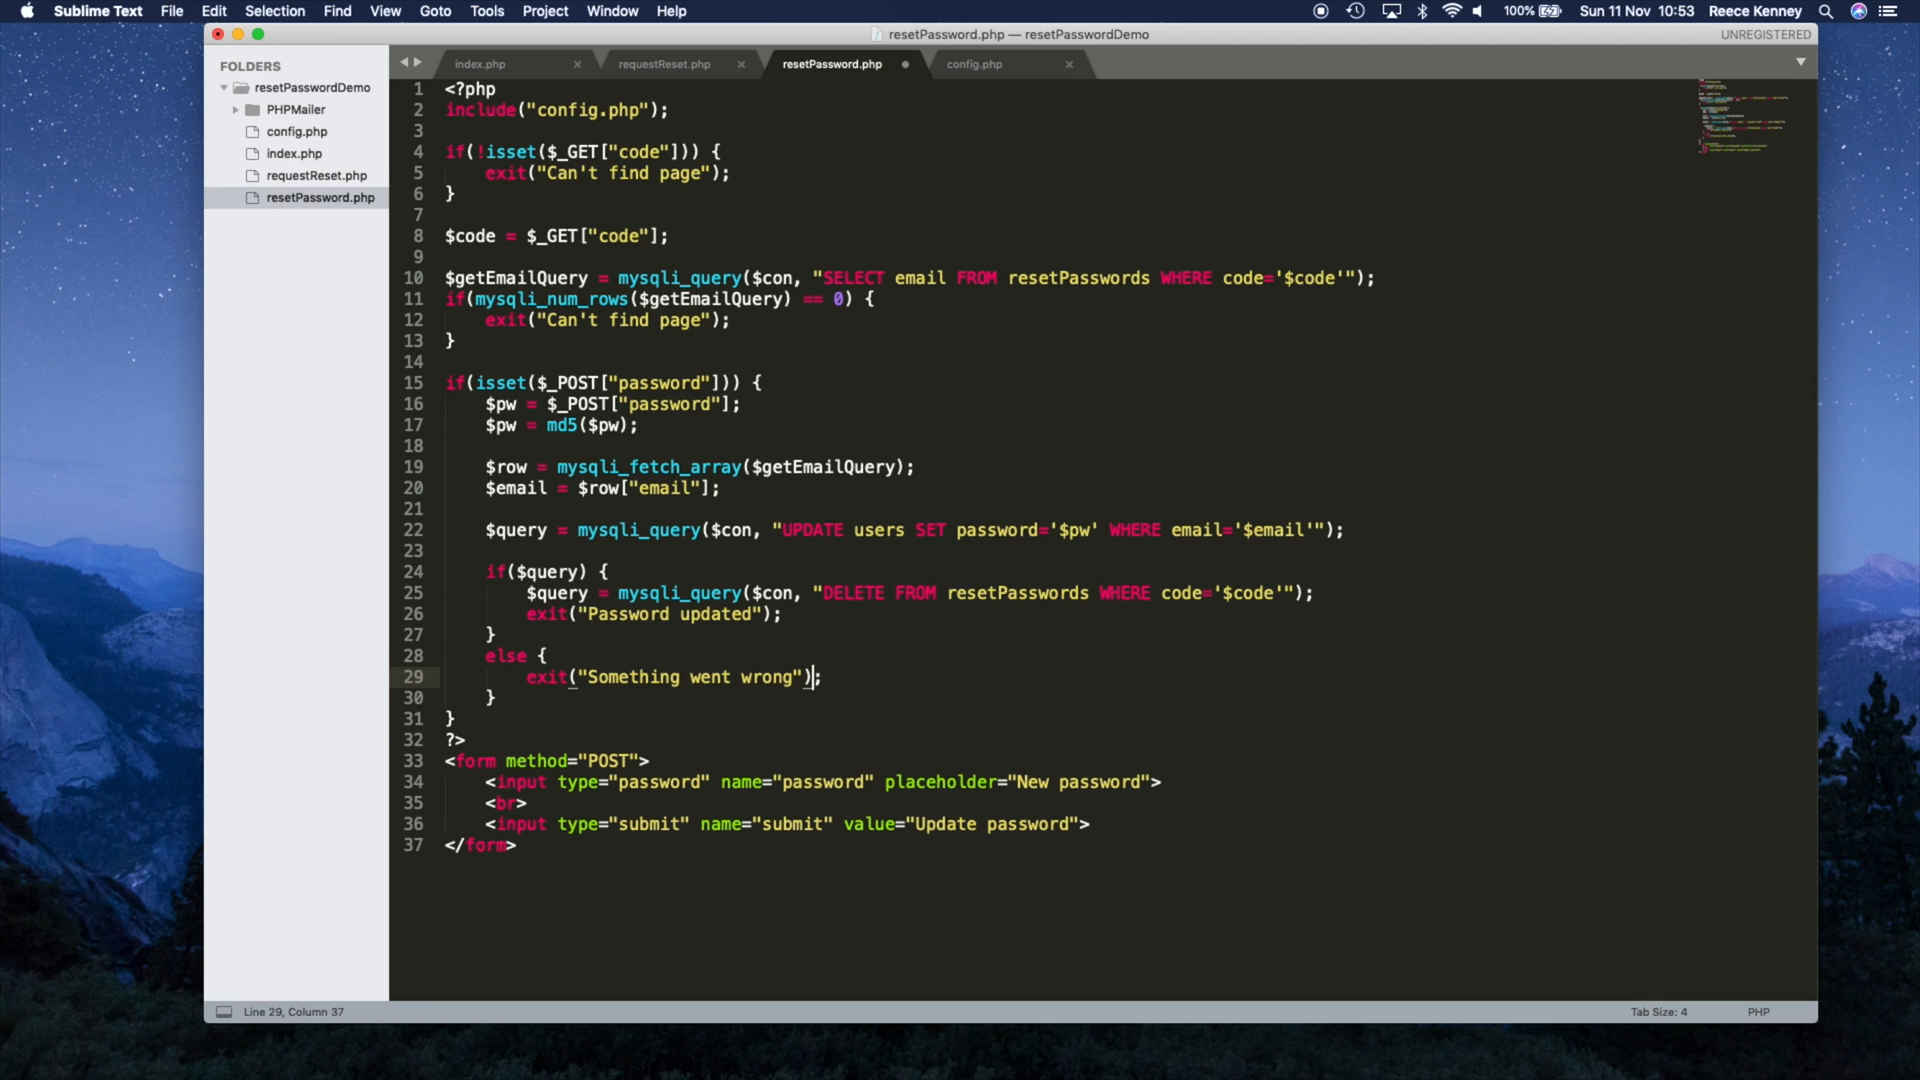 Sublime Text File Edit Selection Find View Goto Tools Project Window Help 100% Sun 11 Nov 10:53 Reece Kenney
resetPassword.php — resetPasswordDemo UNREGISTERED
FOLDERS
resetPasswordDemo
PHPMailer
config.php
index.php
requestReset.php
resetPassword.php
index.php requestReset.php resetPassword.php config.php
1 <?php
2 include("config.php");
3
4 if(!isset($_GET["code"])) {
5 exit("Can't find page");
6 }
7
8 $code = $_GET["code"];
9
10 $getEmailQuery = mysqli_query($con, "SELECT email FROM resetPasswords WHERE code='$code'");
11 if(mysqli_num_rows($getEmailQuery) == 0) {
12 exit("Can't find page");
13 }
14
15 if(isset($_POST["password"])) {
16 $pw = $_POST["password"];
17 $pw = md5($pw);
18
19 $row = mysqli_fetch_array($getEmailQuery);
20 $email = $row["email"];
21
22 $query = mysqli_query($con, "UPDATE users SET password='$pw' WHERE email='$email'");
23
24 if($query) {
25 $query = mysqli_query($con, "DELETE FROM resetPasswords WHERE code='$code'");
26 exit("Password updated");
27 }
28 else {
29 exit("Something went wrong");
30 }
31 }
32 ?>
33 <form method="POST">
34 <input type="password" name="password" placeholder="New password">
35 <br>
36 <input type="submit" name="submit" value="Update password">
37 </form>
Line 29, Column 37 Tab Size: 4 PHP